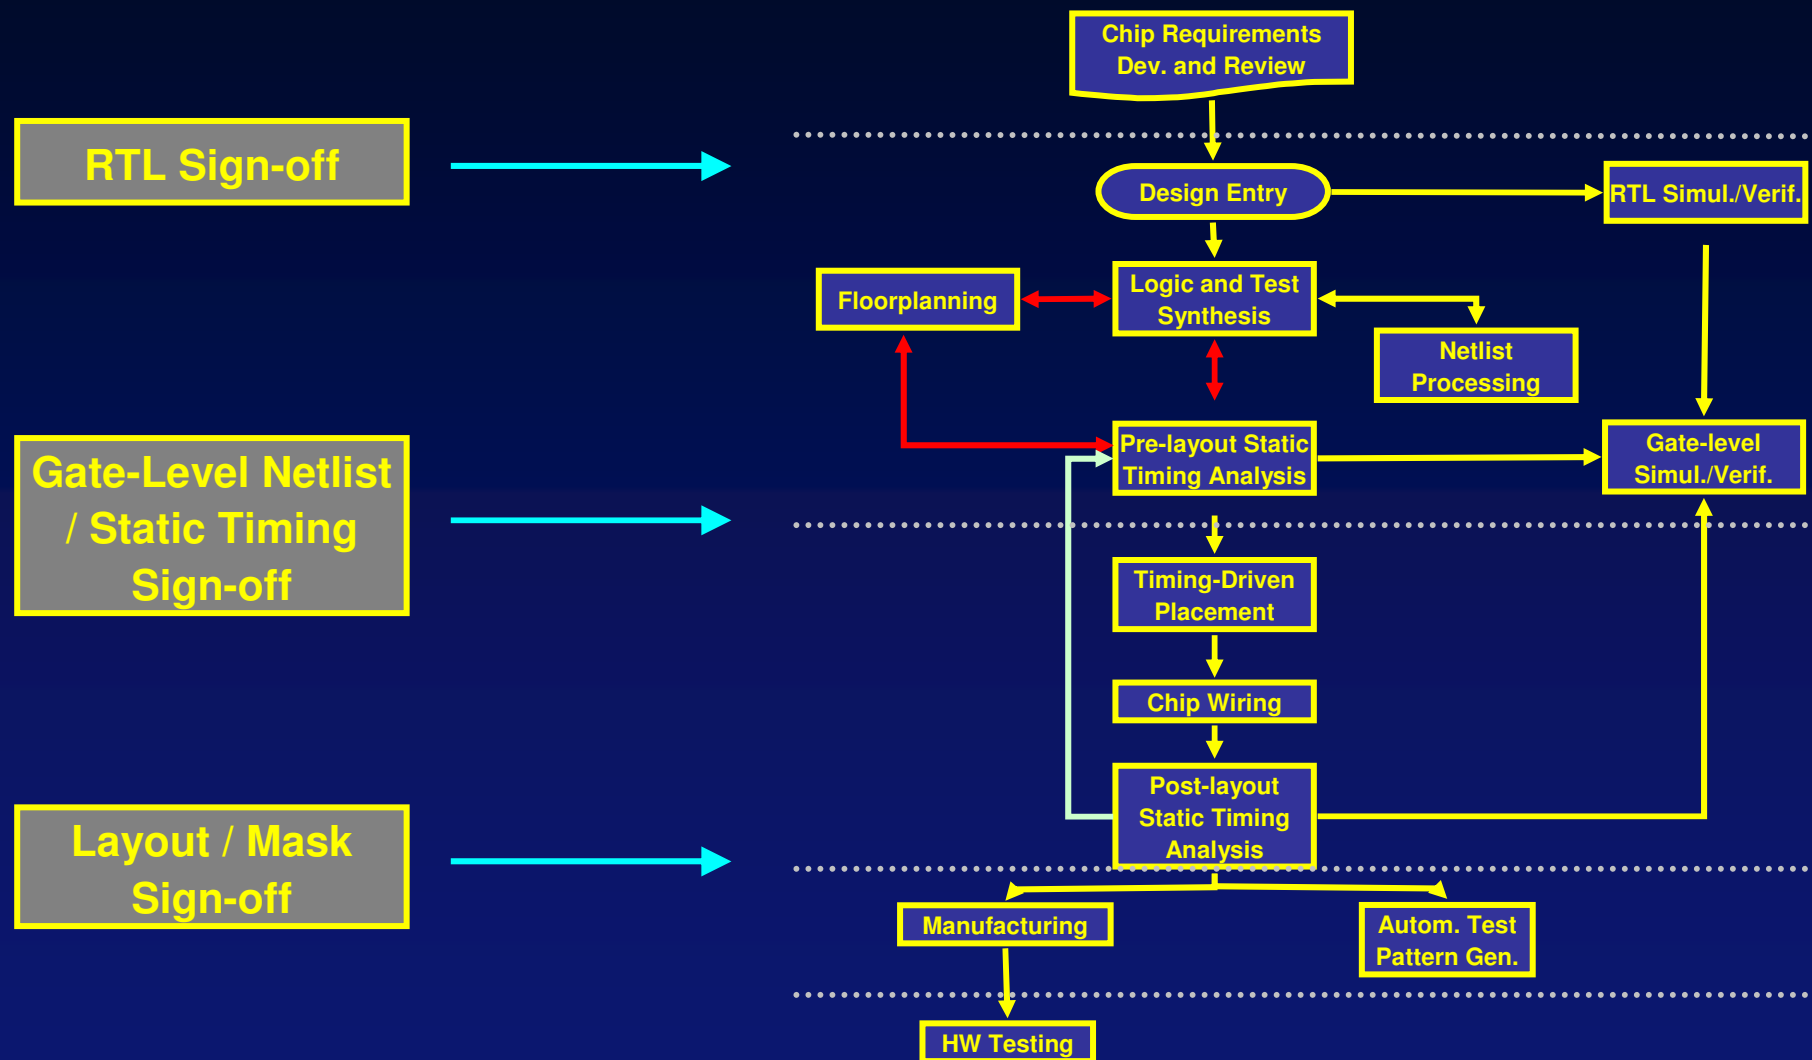 Chip Requirements
Dev. and Review
RTL Sign-off
Design Entry
RTL Simul./Verif.
Floorplanning
Logic and Test
Synthesis
Netlist
Processing
Gate-Level Netlist
/ Static Timing
Sign-off
Pre-layout Static
Timing Analysis
Gate-level
Simul./Verif.
Timing-Driven
Placement
Chip Wiring
Post-layout
Static Timing
Analysis
Layout / Mask
Sign-off
Manufacturing
Autom. Test
Pattern Gen.
HW Testing